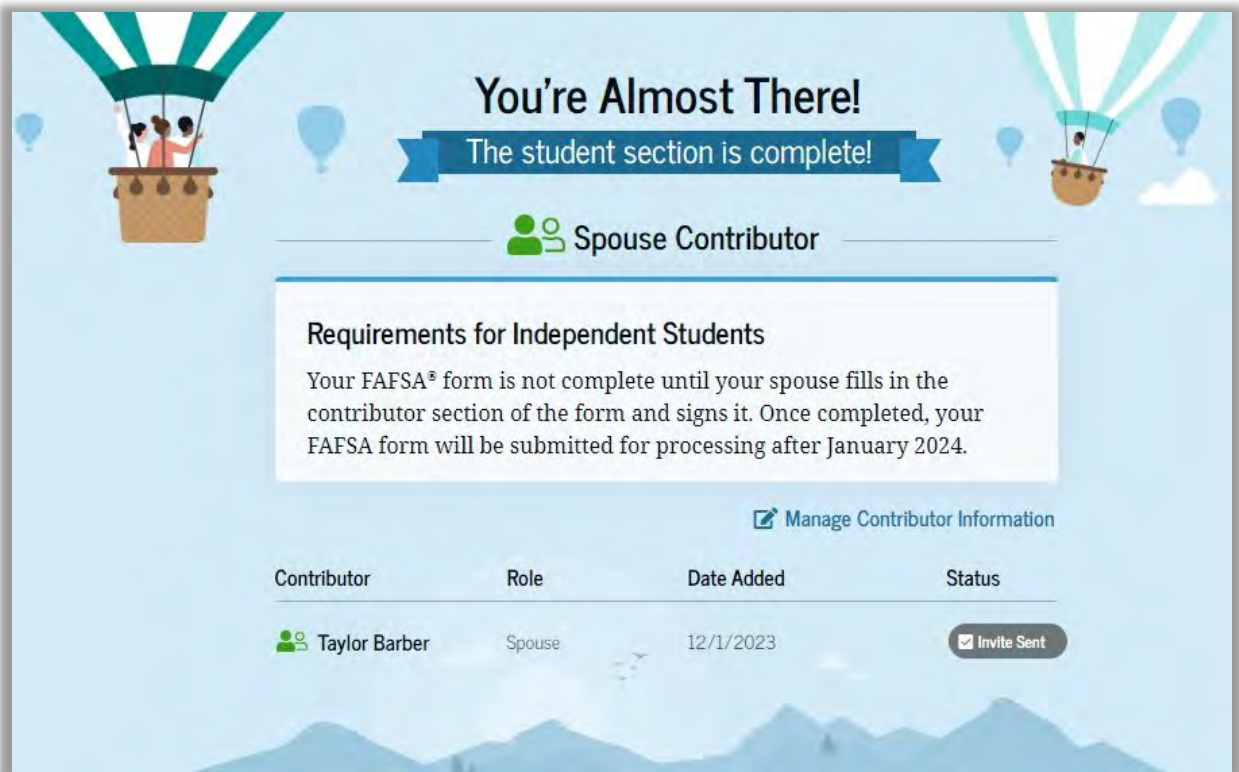 You're Almost There!
The student section is complete!
Spouse Contributor
Requirements for Independent Students
Your FAFSA® form is not complete until your spouse fills in the
contributor section of the form and signs it. Once completed, your
FAFSA form will be submitted for processing after January 2024.
Manage Contributor Information
Contributor Role Date Added Status
Taylor Barber Spouse 12/1/2023 Invite Sent